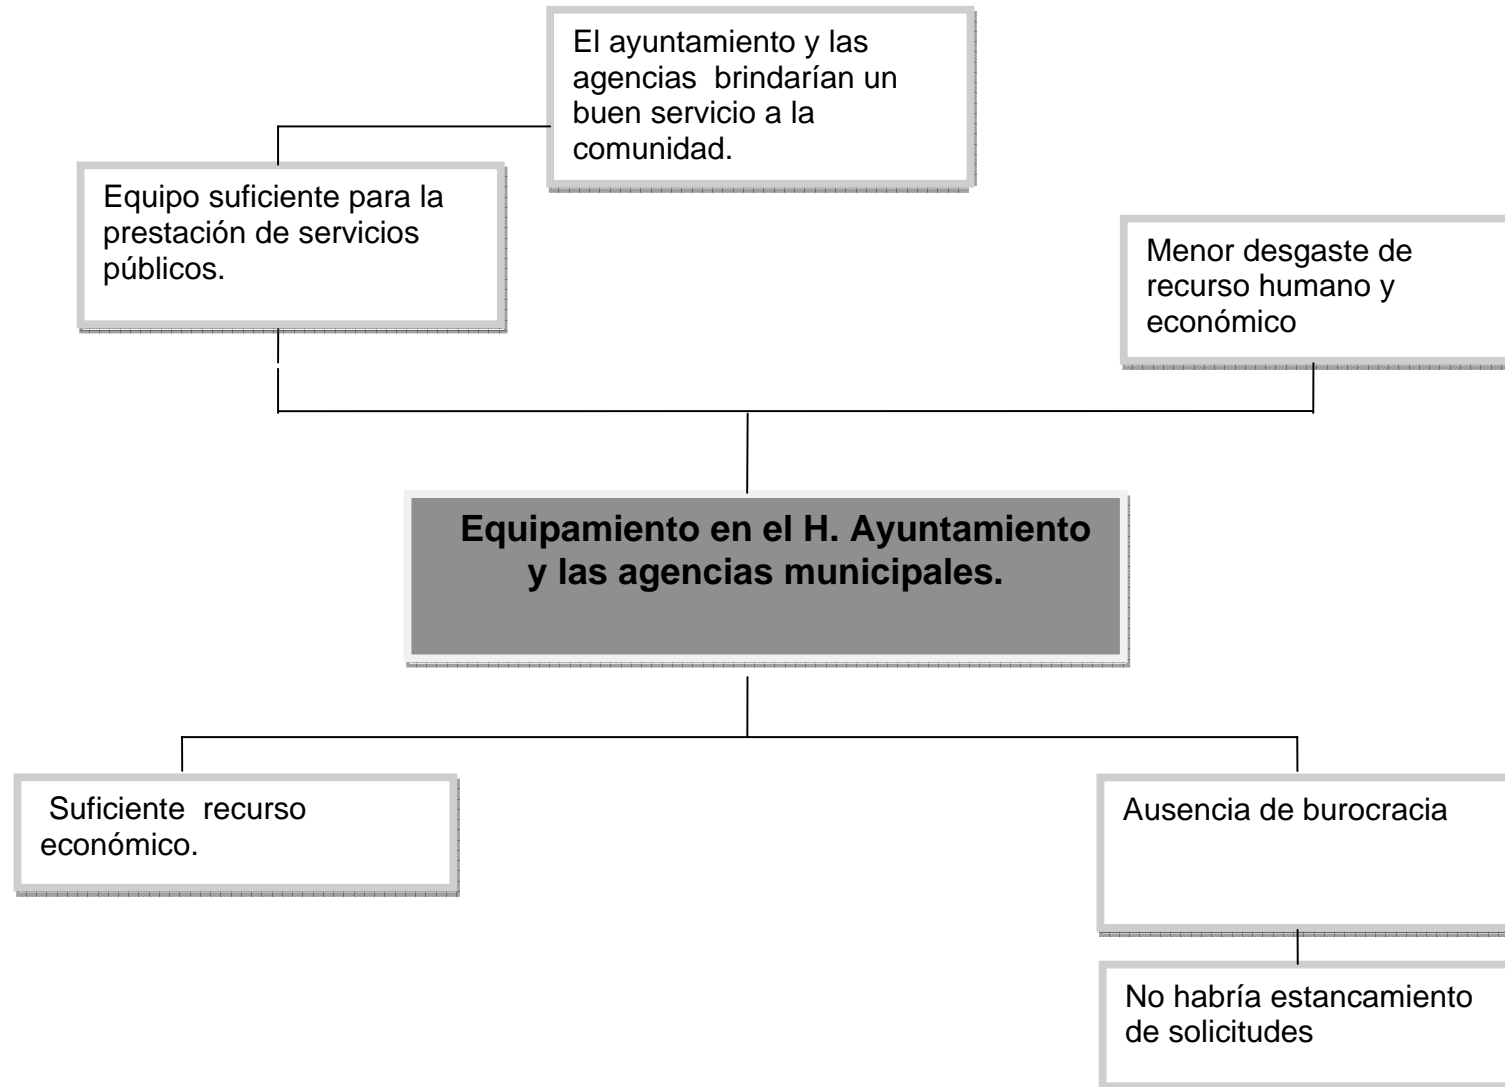 El ayuntamiento y las
agencias  brindarían un
buen servicio a la
comunidad.
Equipo suficiente para la
prestación de servicios
públicos.
Menor desgaste de
recurso humano y
económico
Equipamiento en el H. Ayuntamiento
y las agencias municipales.
Suficiente  recurso
económico.
Ausencia de burocracia
No habría estancamiento
de solicitudes